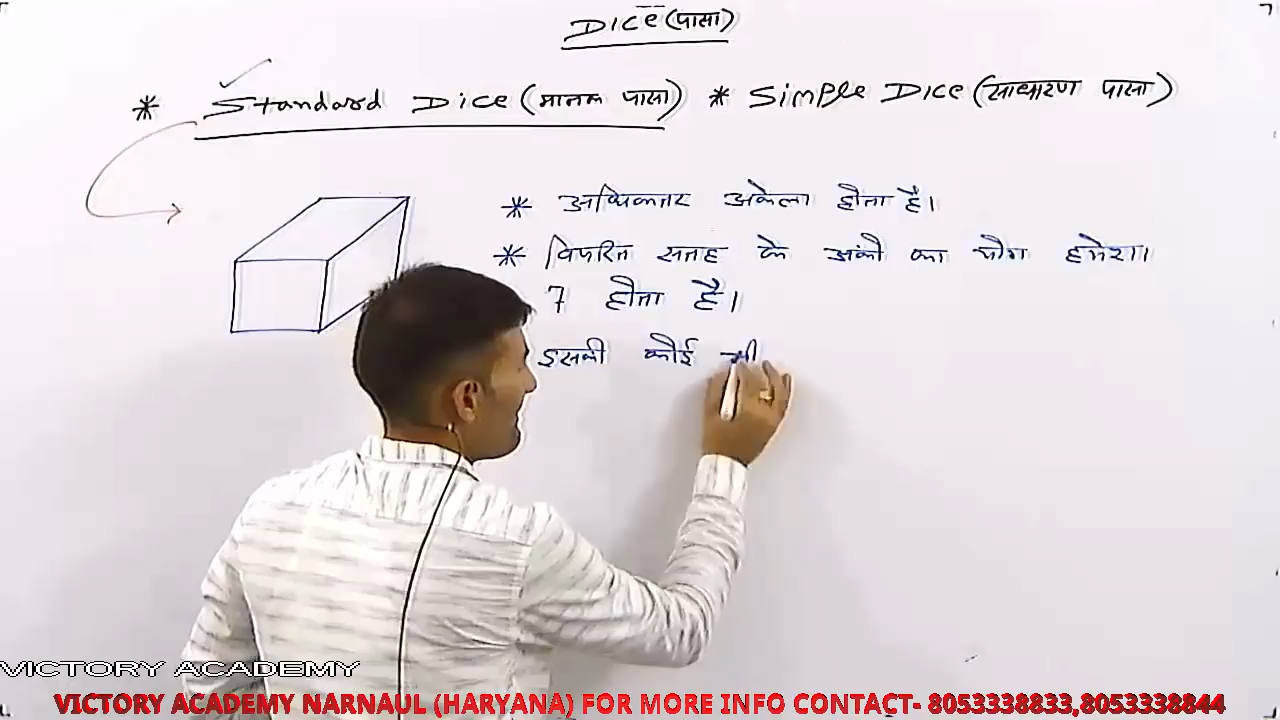 Dice (पासा)
* Standard Dice (मानक पासा) * Simple Dice (साधारण पासा)
* अधिकतर अकेला होता है।
* विपरित सतह के अंको का योग हमेशा
7 होता है।
इसकी कोई भी
VICTORY ACADEMY
VICTORY ACADEMY NARNAUL (HARYANA) FOR MORE INFO CONTACT- 8053338833,8053338844